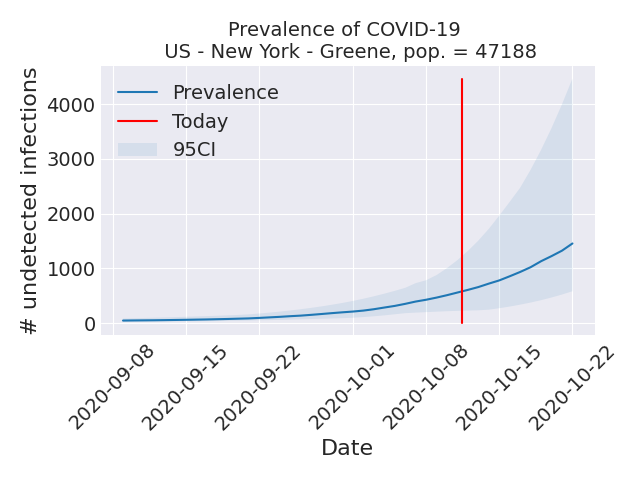 Prevalence of COVID-19
US - New York - Greene, pop. = 47188
Prevalence
Today
95CI
# undetected infections
4000
3000
2000
1000
0
2020-09-08
2020-09-15
2020-09-22
2020-10-01
2020-10-08
2020-10-15
2020-10-22
Date